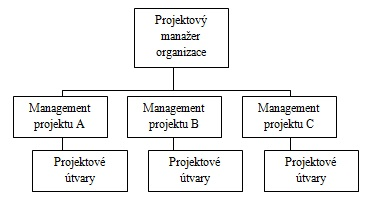 Projektový
manažer
organizace
Management
projektu A
Management
projektu B
Management
projektu C
Projektové
útvary
Projektové
útvary
Projektové
útvary